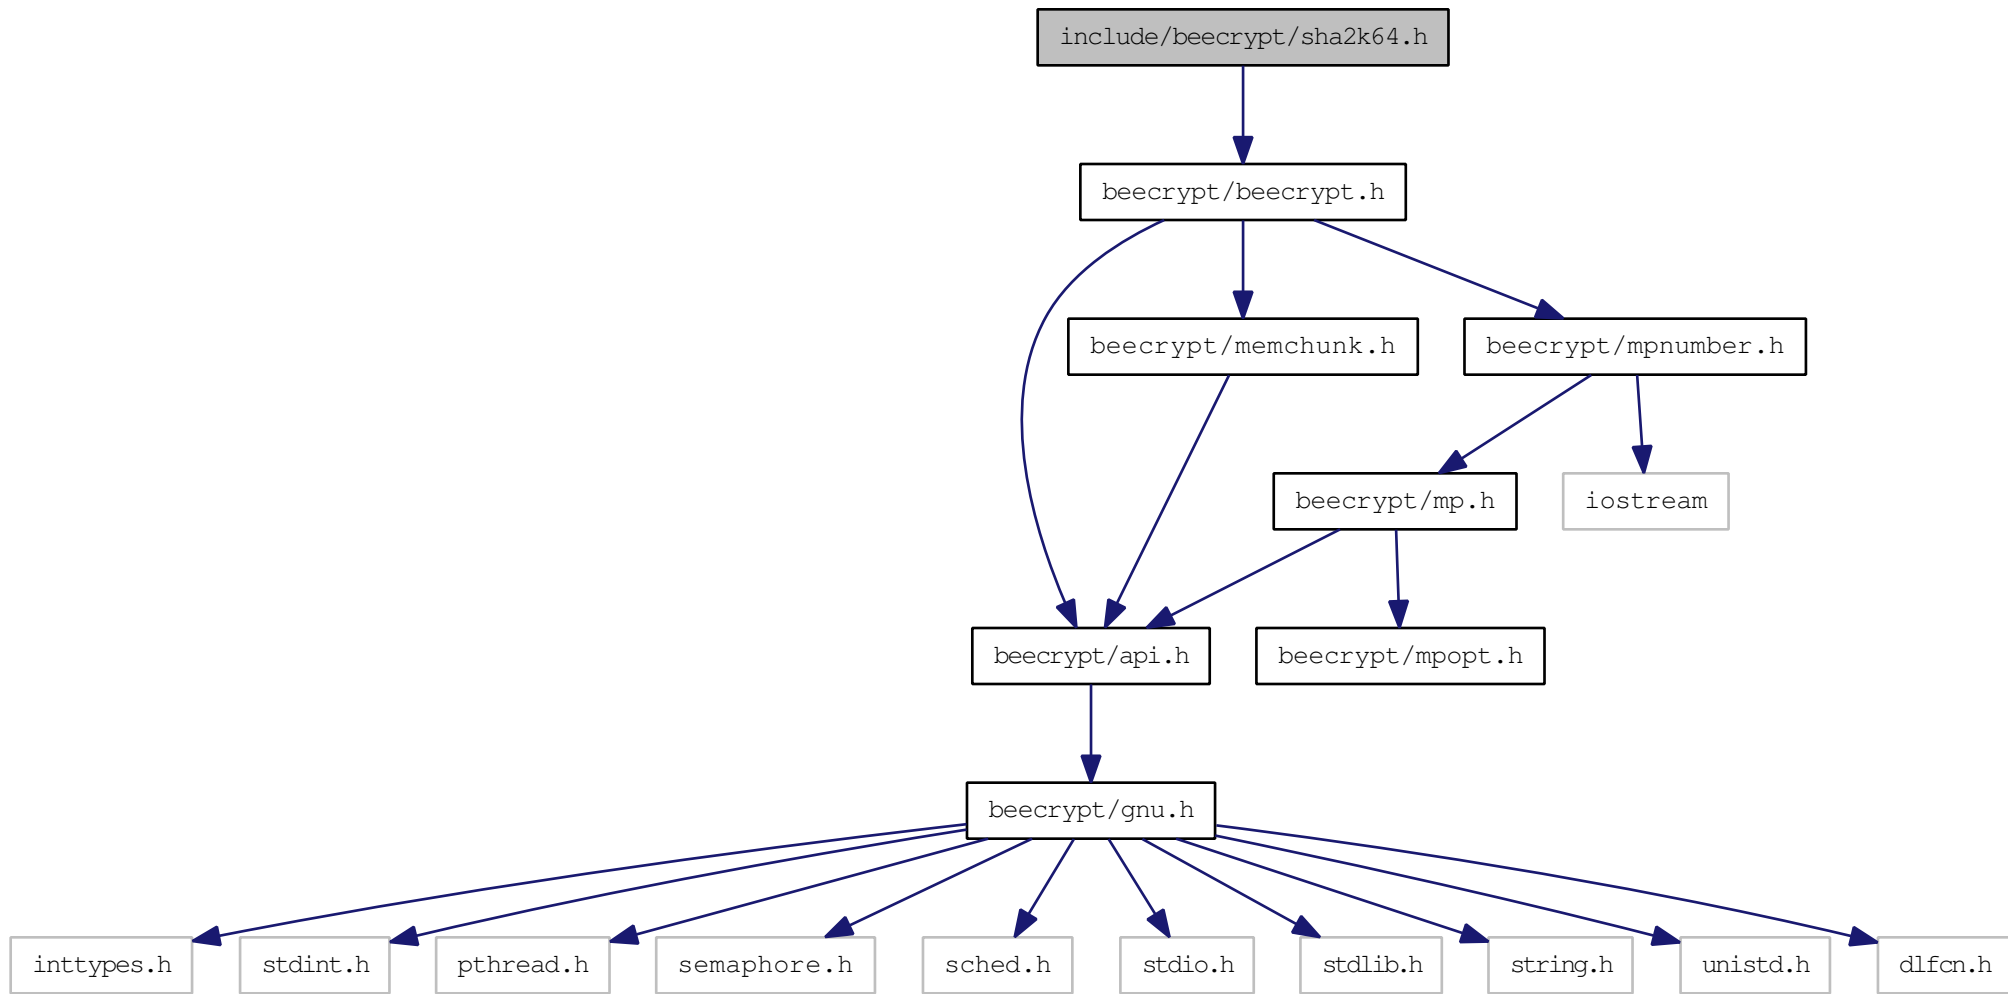 include/beecrypt/sha2k64.h
beecrypt/beecrypt.h
beecrypt/memchunk.h
beecrypt/mpnumber.h
beecrypt/mp.h
iostream
beecrypt/api.h
beecrypt/mpopt.h
beecrypt/gnu.h
inttypes.h
stdint.h
pthread.h
semaphore.h
sched.h
stdio.h
stdlib.h
string.h
unistd.h
dlfcn.h